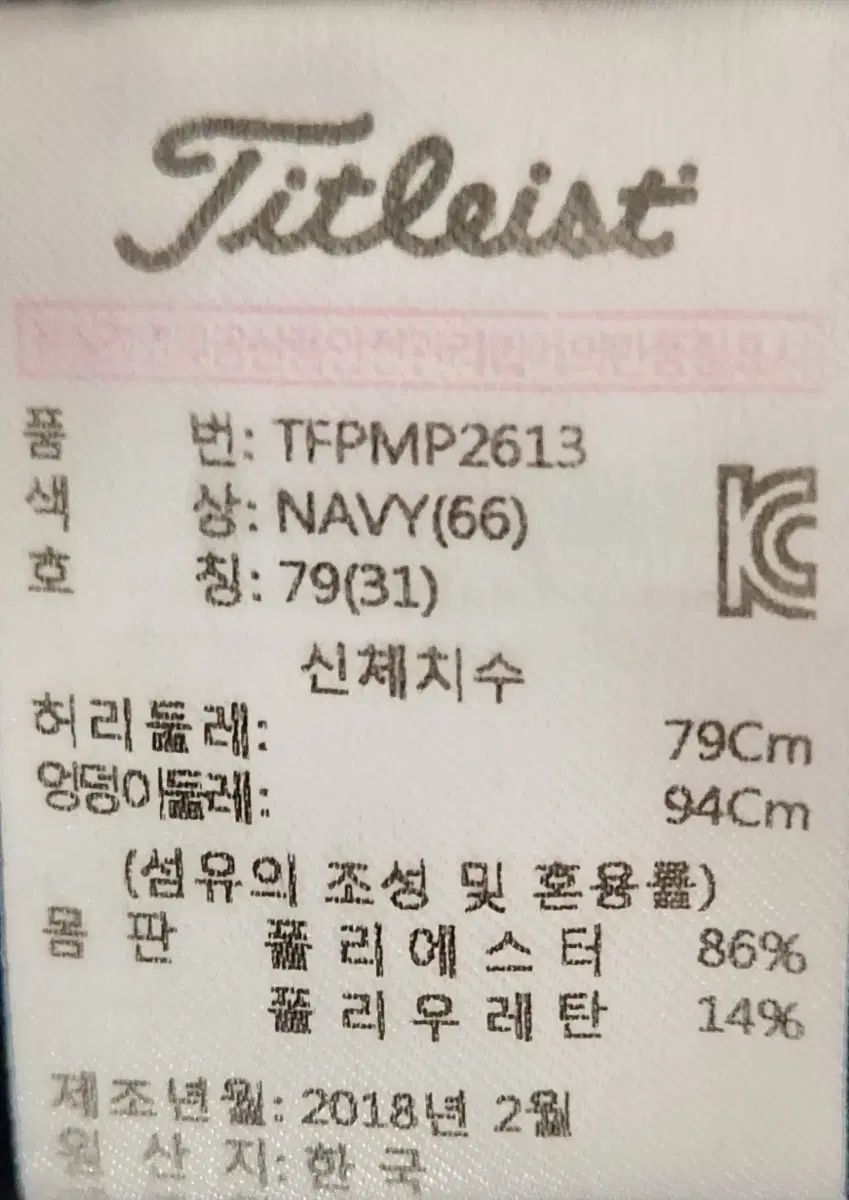 Titleist
품 번: TFPMP2613
색 상: NAVY(66)
호 칭: 79(31)
신체치수
허리둘레: 79Cm
엉덩이둘레: 94Cm
(섬유의 조성 및 혼용률)
몸 판 폴리에스터 86%
폴리우레탄 14%
제조년월: 2018년 2월
원 산 지: 한 국